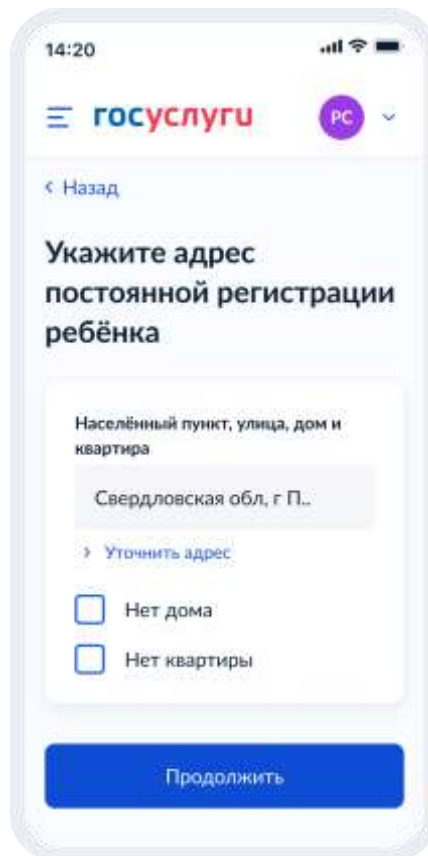 14:20
госуслуги
РС
Назад
Укажите адрес
постоянной регистрации
ребёнка
Населённый пункт, улица, дом и
квартира
Свердловская обл, г П..
Уточнить адрес
Нет дома
Нет квартиры
Продолжить